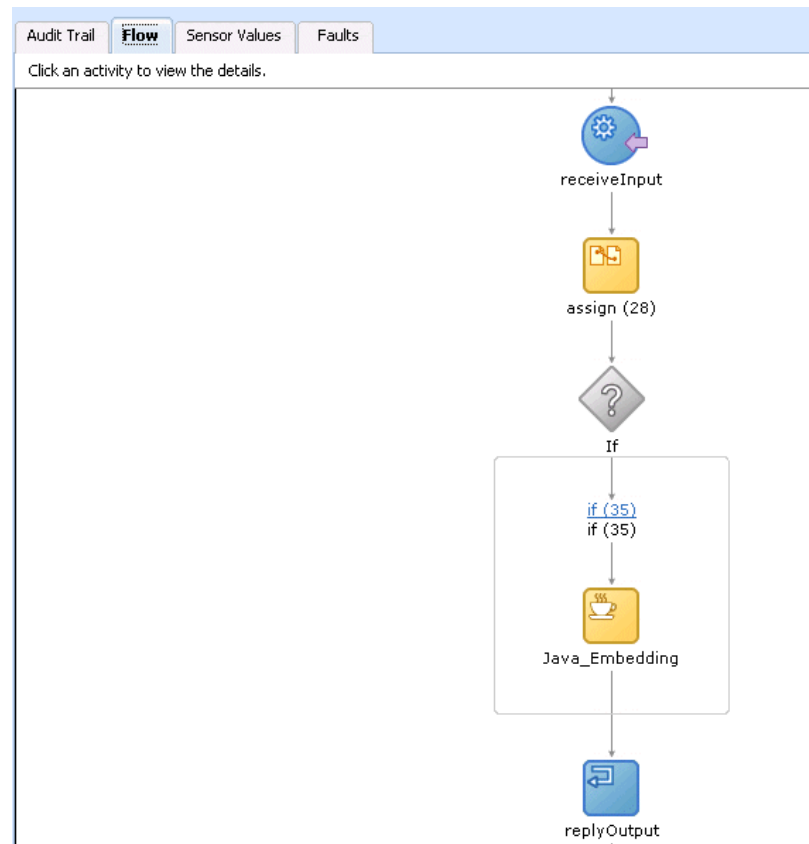 Audit Trail Flow Sensor Values Faults
Click an activity to view the details.
receiveInput
assign (28)
If
if (35)
if (35)
Java_Embedding
replyOutput